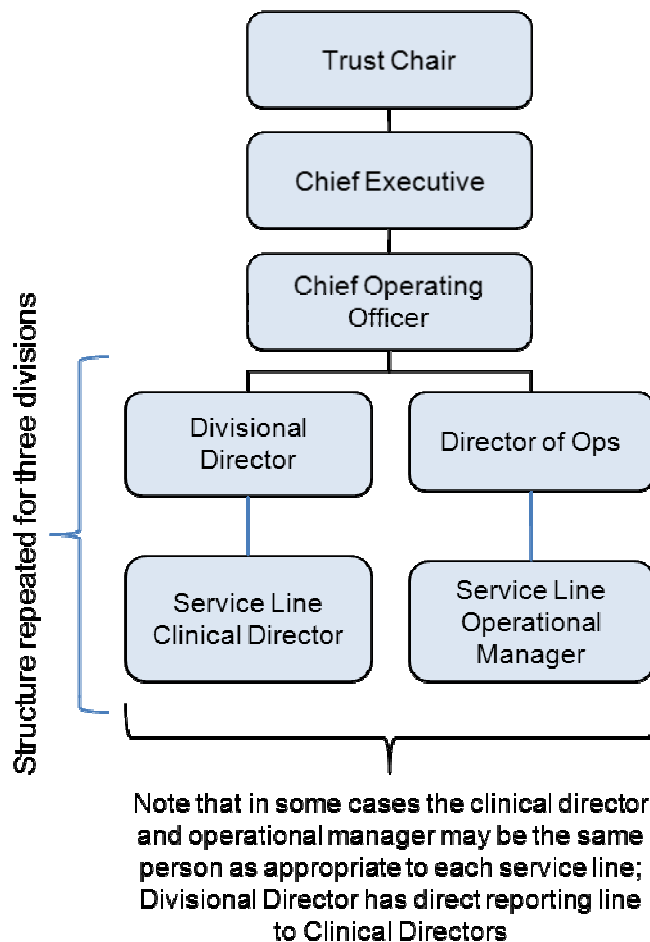 Trust Chair
Chief Executive
Chief Operating
Officer
Structure repeated for three divisions
Divisional
Director
Director of Ops
Service Line
Clinical Director
Service Line
Operational
Manager
Note that in some cases the clinical director
and operational manager may be the same
person as appropriate to each service line;
Divisional Director has direct reporting line
to Clinical Directors